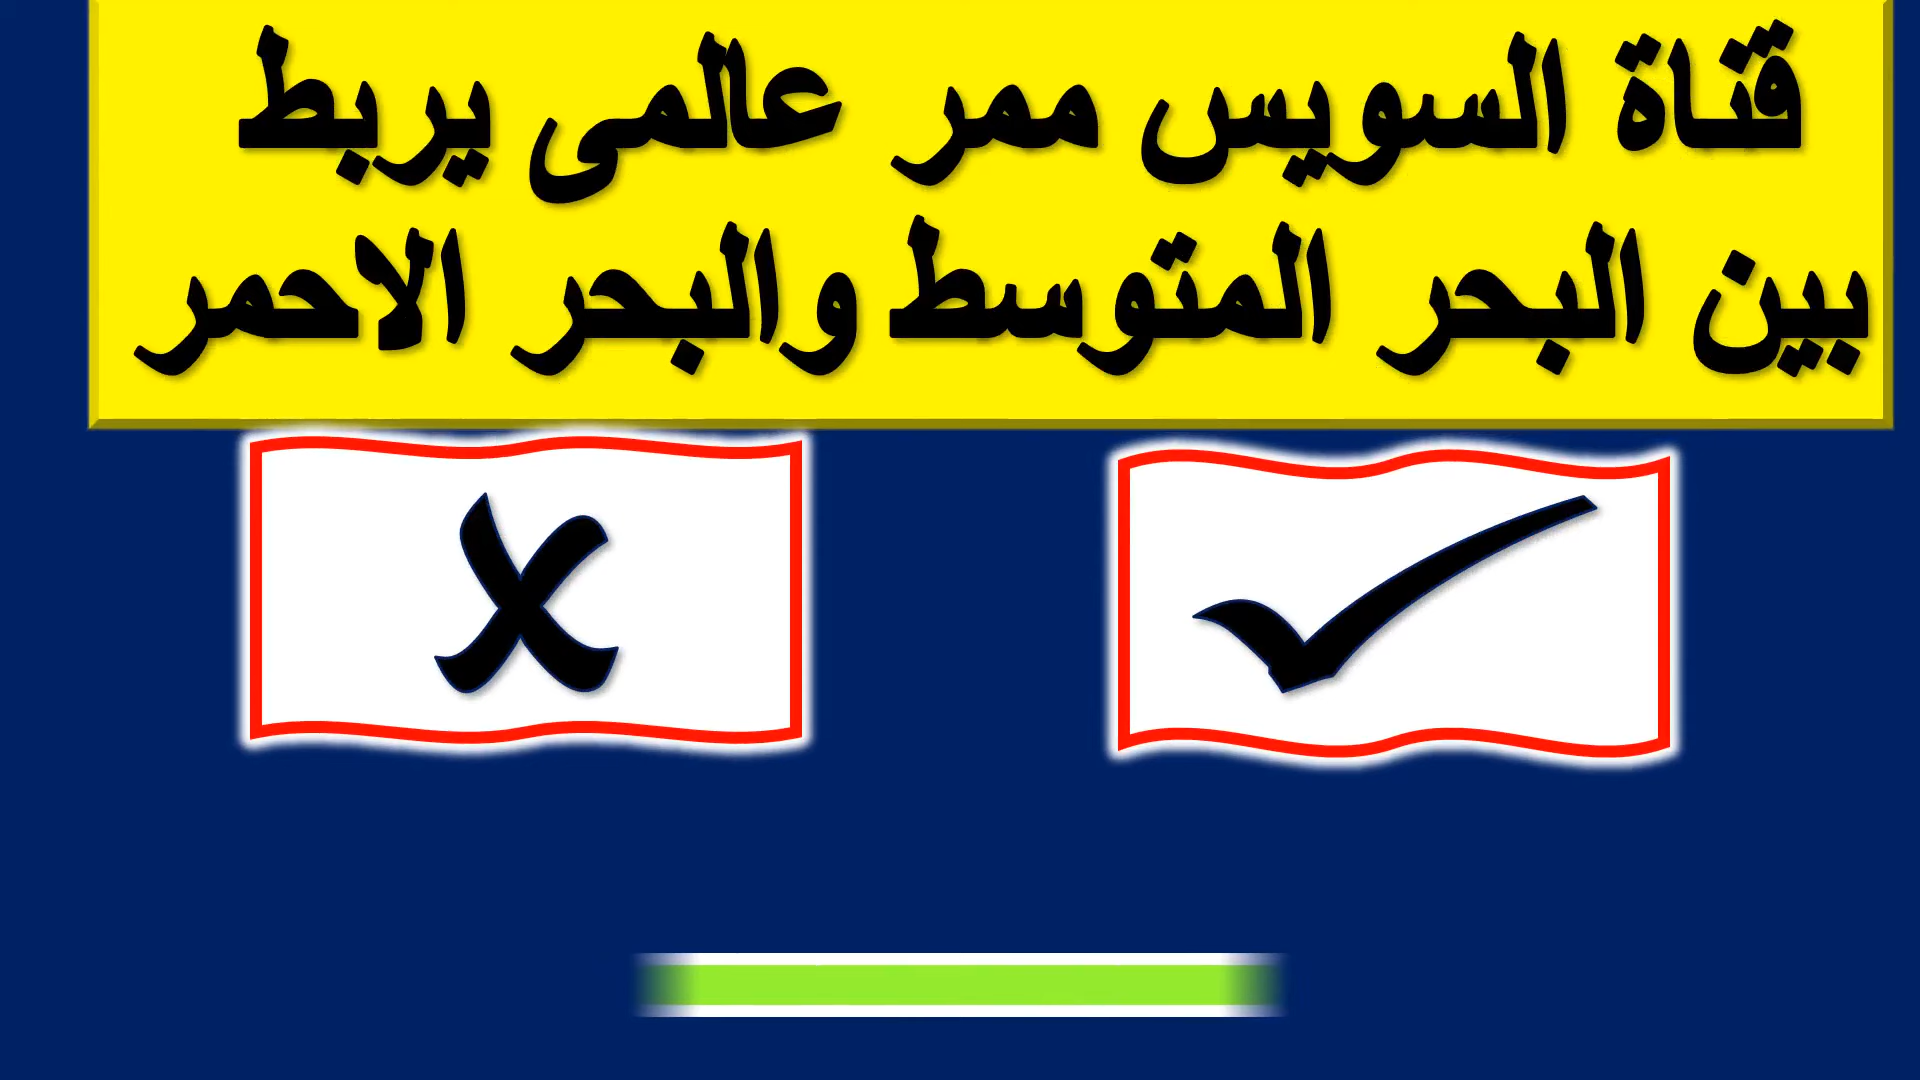 قناة السويس ممر عالمى يربط
بين البحر المتوسط والبحر الاحمر